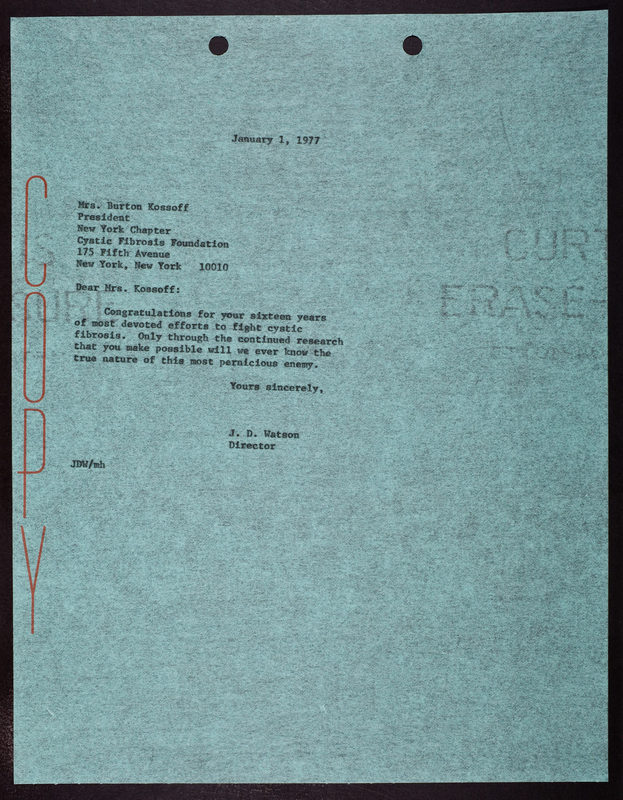 January 1, 1977
Mrs. Burton Kossoff
President
New York Chapter
Cystic Fibrosis Foundation
175 Fifth Avenue
New York, New York 10010
Dear Mrs. Kossoff:
Congratulations for your sixteen years
of most devoted efforts to fight cystic
fibrosis. Only through the continued research
that you make possible will we ever know the
true nature of this most pernicious enemy.
Yours sincerely,
J. D. Watson
Director
JDW/mh
COPY
CURT
ERASE-